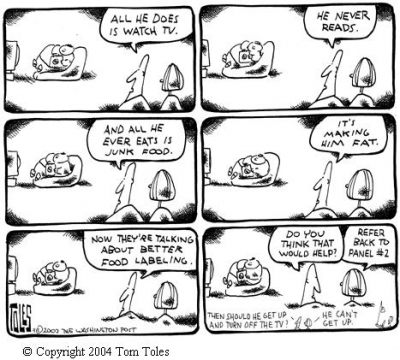 ALL HE DOES
IS WATCH TV.
HE NEVER
READS.
AND ALL HE
EVER EATS IS
JUNK FOOD.
IT'S
MAKING
HIM FAT.
NOW THEY'RE TALKING
ABOUT BETTER
FOOD LABELING.
TOLES
©2003 THE WASHINGTON POST
DO YOU
THINK THAT
WOULD HELP?
REFER
BACK TO
PANEL #2
THEN SHOULD HE GET UP
AND TURN OFF THE TV?
HE CAN'T
GET UP.
© Copyright 2004 Tom Toles